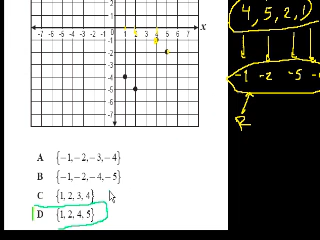 2
1
X
-7 -6 -5 -4 -3 -2 -1 0 1 2 3 4 5 6 7
-1
-2
-3
-4
-5
-6
-7
A {−1, −2, −3, −4}
B {−1, −2, −4, −5}
C {1, 2, 3, 4}
D {1, 2, 4, 5}
4, 5, 2, 1
-1 -2 -5
R